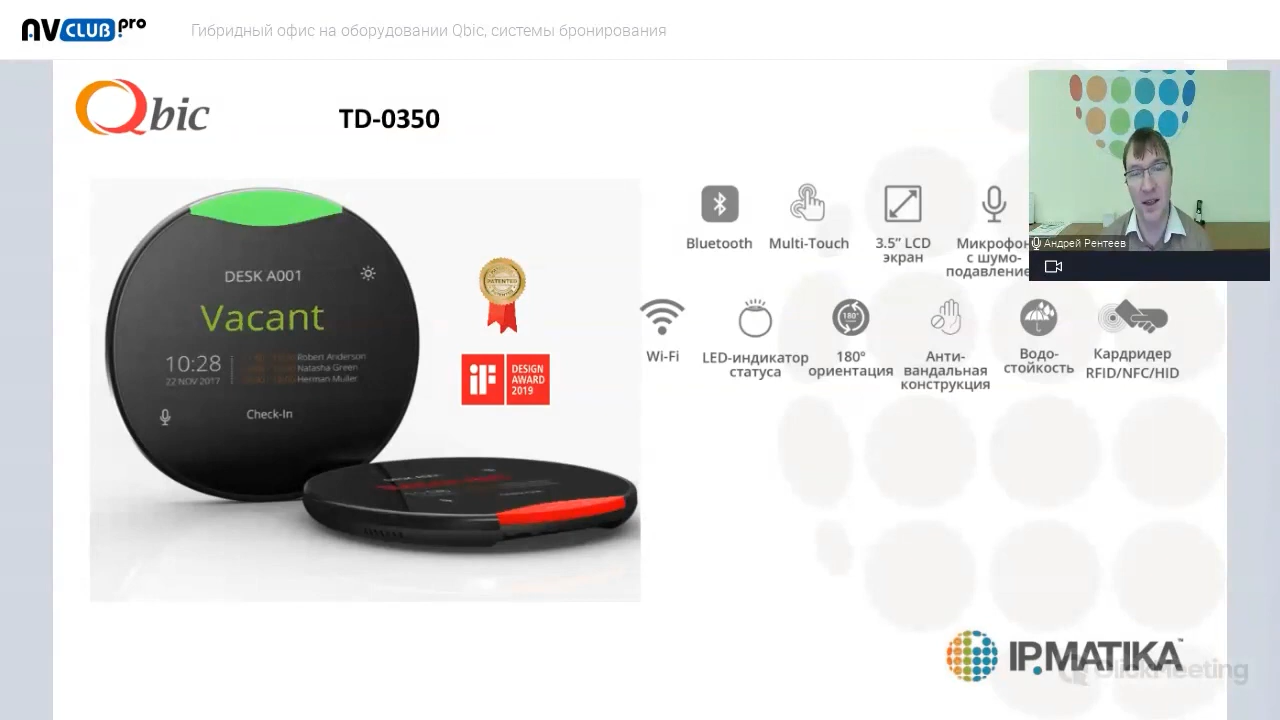 AVCLUB.pro
Гибридный офис на оборудовании Qbic, системы бронирования
Qbic
TD-0350
DESK A001
Vacant
10:28
22 NOV 2017
Robert Anderson
Natasha Green
Herman Muller
Check-In
PATENTED
iF
DESIGN
AWARD
2019
Bluetooth
Multi-Touch
3.5” LCD
экран
Микрофон
с шумо-
подавление
Wi-Fi
LED-индикатор
статуса
180°
180°
ориентация
Анти-
вандальная
конструкция
Водо-
стойкость
Кардридер
RFID/NFC/HID
Андрей Рентеев
IPMATIKA™
ClickMeeting